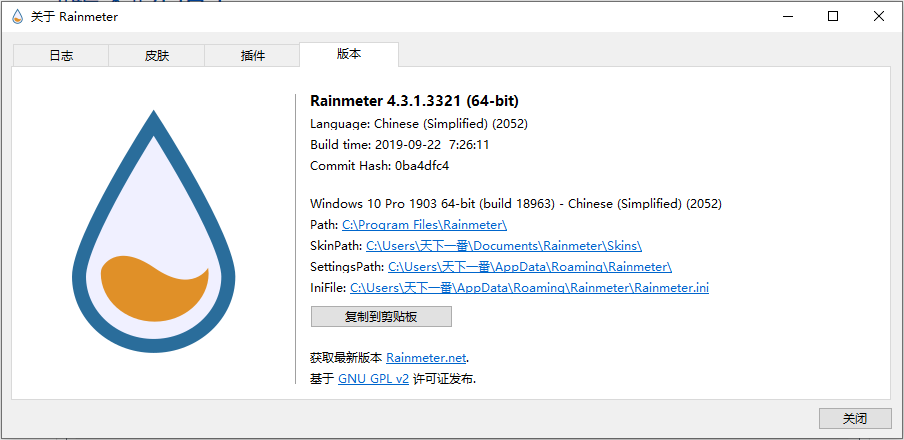 关于 Rainmeter
日志 皮肤 插件 版本
Rainmeter 4.3.1.3321 (64-bit)
Language: Chinese (Simplified) (2052)
Build time: 2019-09-22  7:26:11
Commit Hash: 0ba4dfc4
Windows 10 Pro 1903 64-bit (build 18963) - Chinese (Simplified) (2052)
Path: C:\Program Files\Rainmeter\
SkinPath: C:\Users\天下一番\Documents\Rainmeter\Skins\
SettingsPath: C:\Users\天下一番\AppData\Roaming\Rainmeter\
IniFile: C:\Users\天下一番\AppData\Roaming\Rainmeter\Rainmeter.ini
复制到剪贴板
获取最新版本 Rainmeter.net.
基于 GNU GPL v2 许可证发布.
关闭